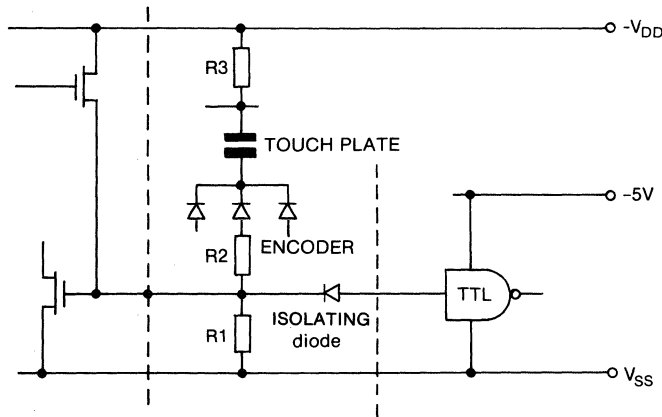 -VDD
R3
TOUCH PLATE
-5V
ENCODER
R2
TTL
ISOLATING
diode
R1
VSS